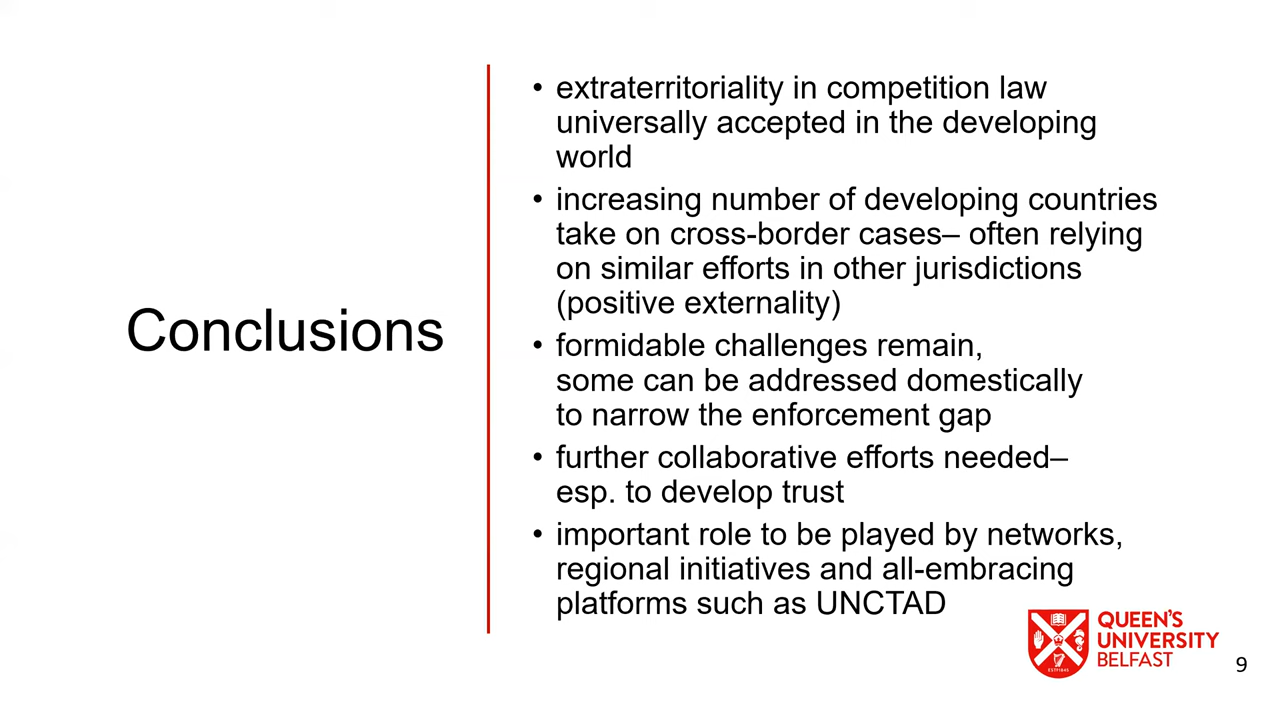 Conclusions
• extraterritoriality in competition law
universally accepted in the developing
world
• increasing number of developing countries
take on cross-border cases– often relying
on similar efforts in other jurisdictions
(positive externality)
• formidable challenges remain,
some can be addressed domestically
to narrow the enforcement gap
• further collaborative efforts needed–
esp. to develop trust
• important role to be played by networks,
regional initiatives and all-embracing
platforms such as UNCTAD
QUEEN'S
UNIVERSITY
BELFAST
ESTD1845
9